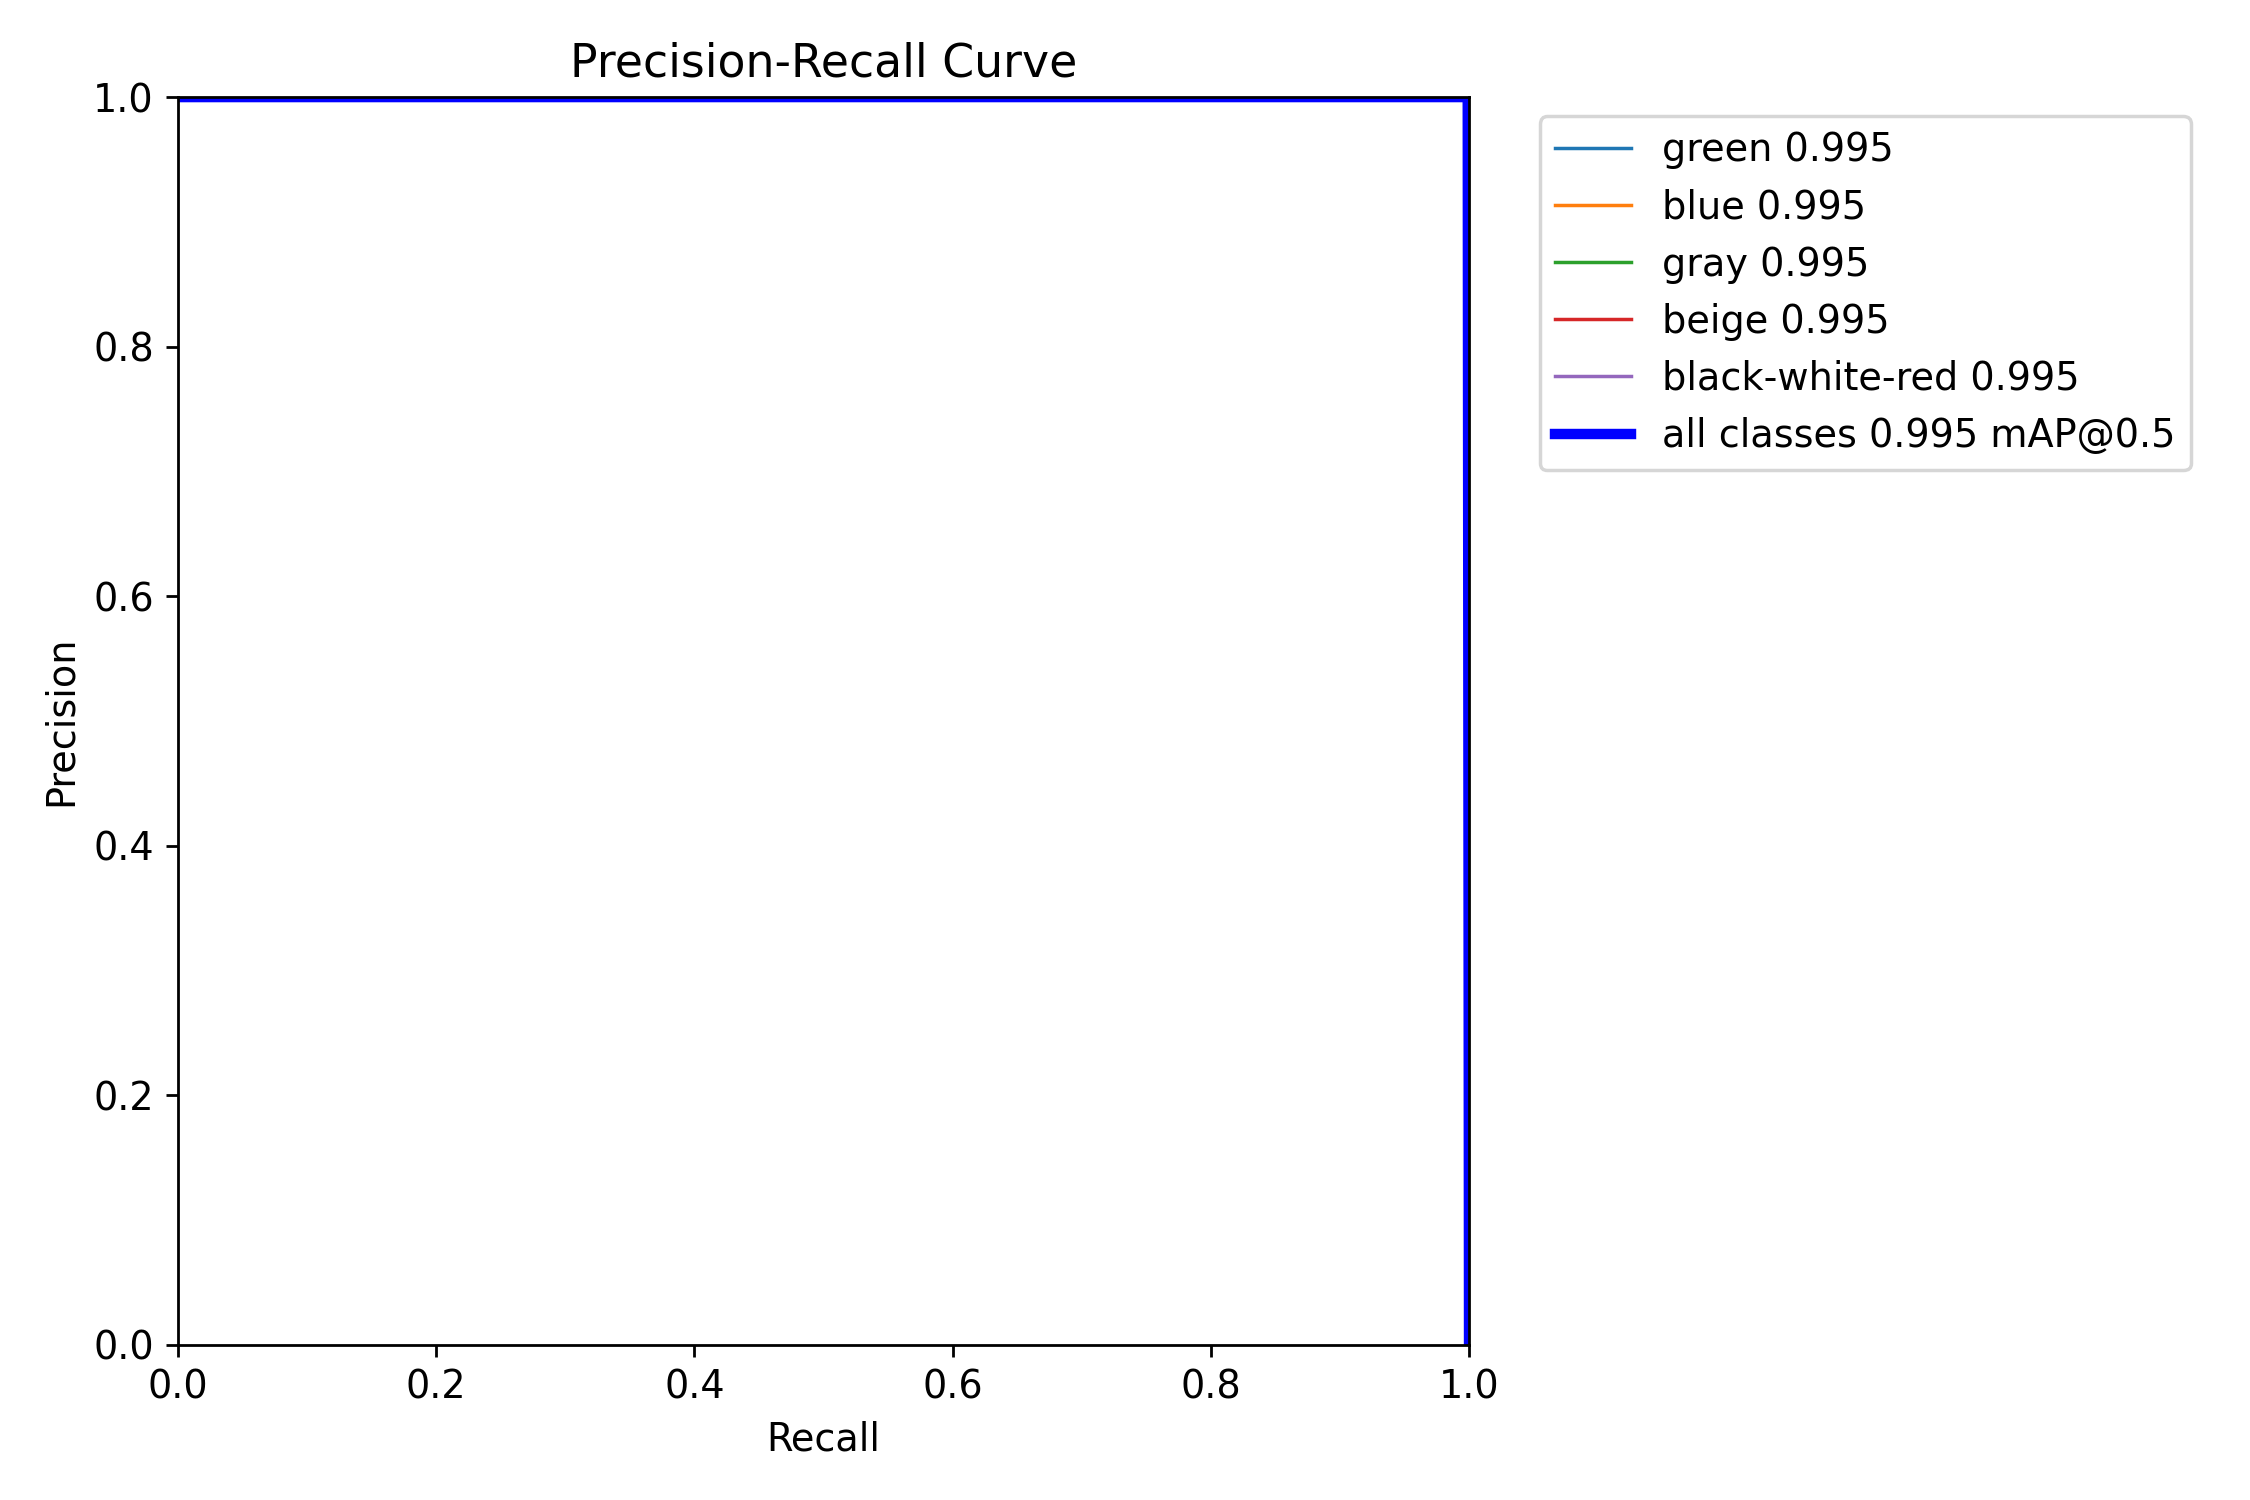 Precision-Recall Curve
1.0
0.8
0.6
0.4
0.2
0.0
Precision
0.0 0.2 0.4 0.6 0.8 1.0
Recall
green 0.995
blue 0.995
gray 0.995
beige 0.995
black-white-red 0.995
all classes 0.995 mAP@0.5